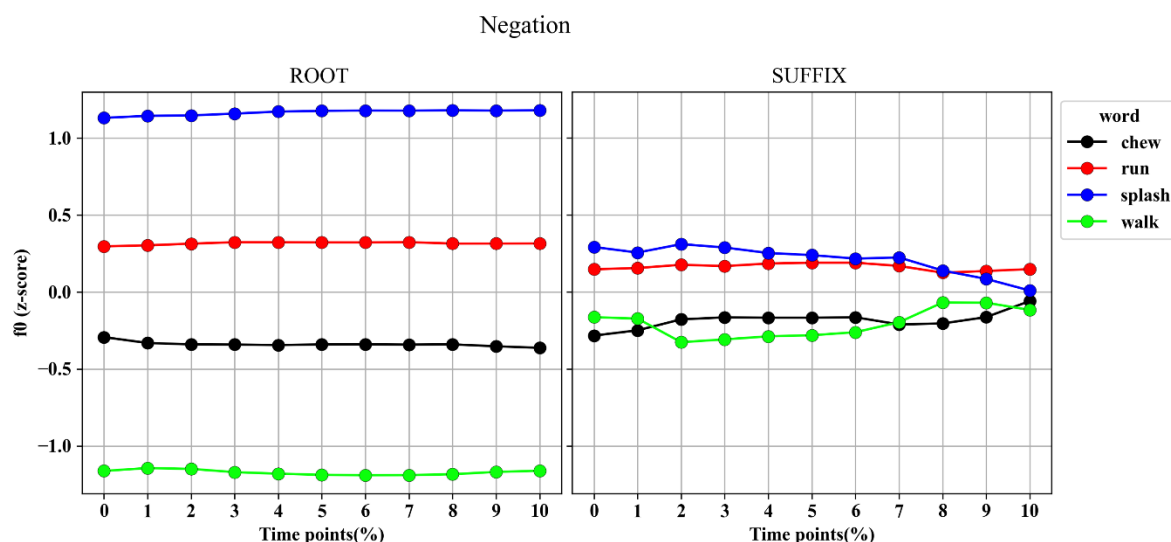 Negation
ROOT
SUFFIX
f0 (z-score)
1.0
0.5
0.0
−0.5
−1.0
0 1 2 3 4 5 6 7 8 9 10
Time points(%)
0 1 2 3 4 5 6 7 8 9 10
Time points(%)
word
chew
run
splash
walk